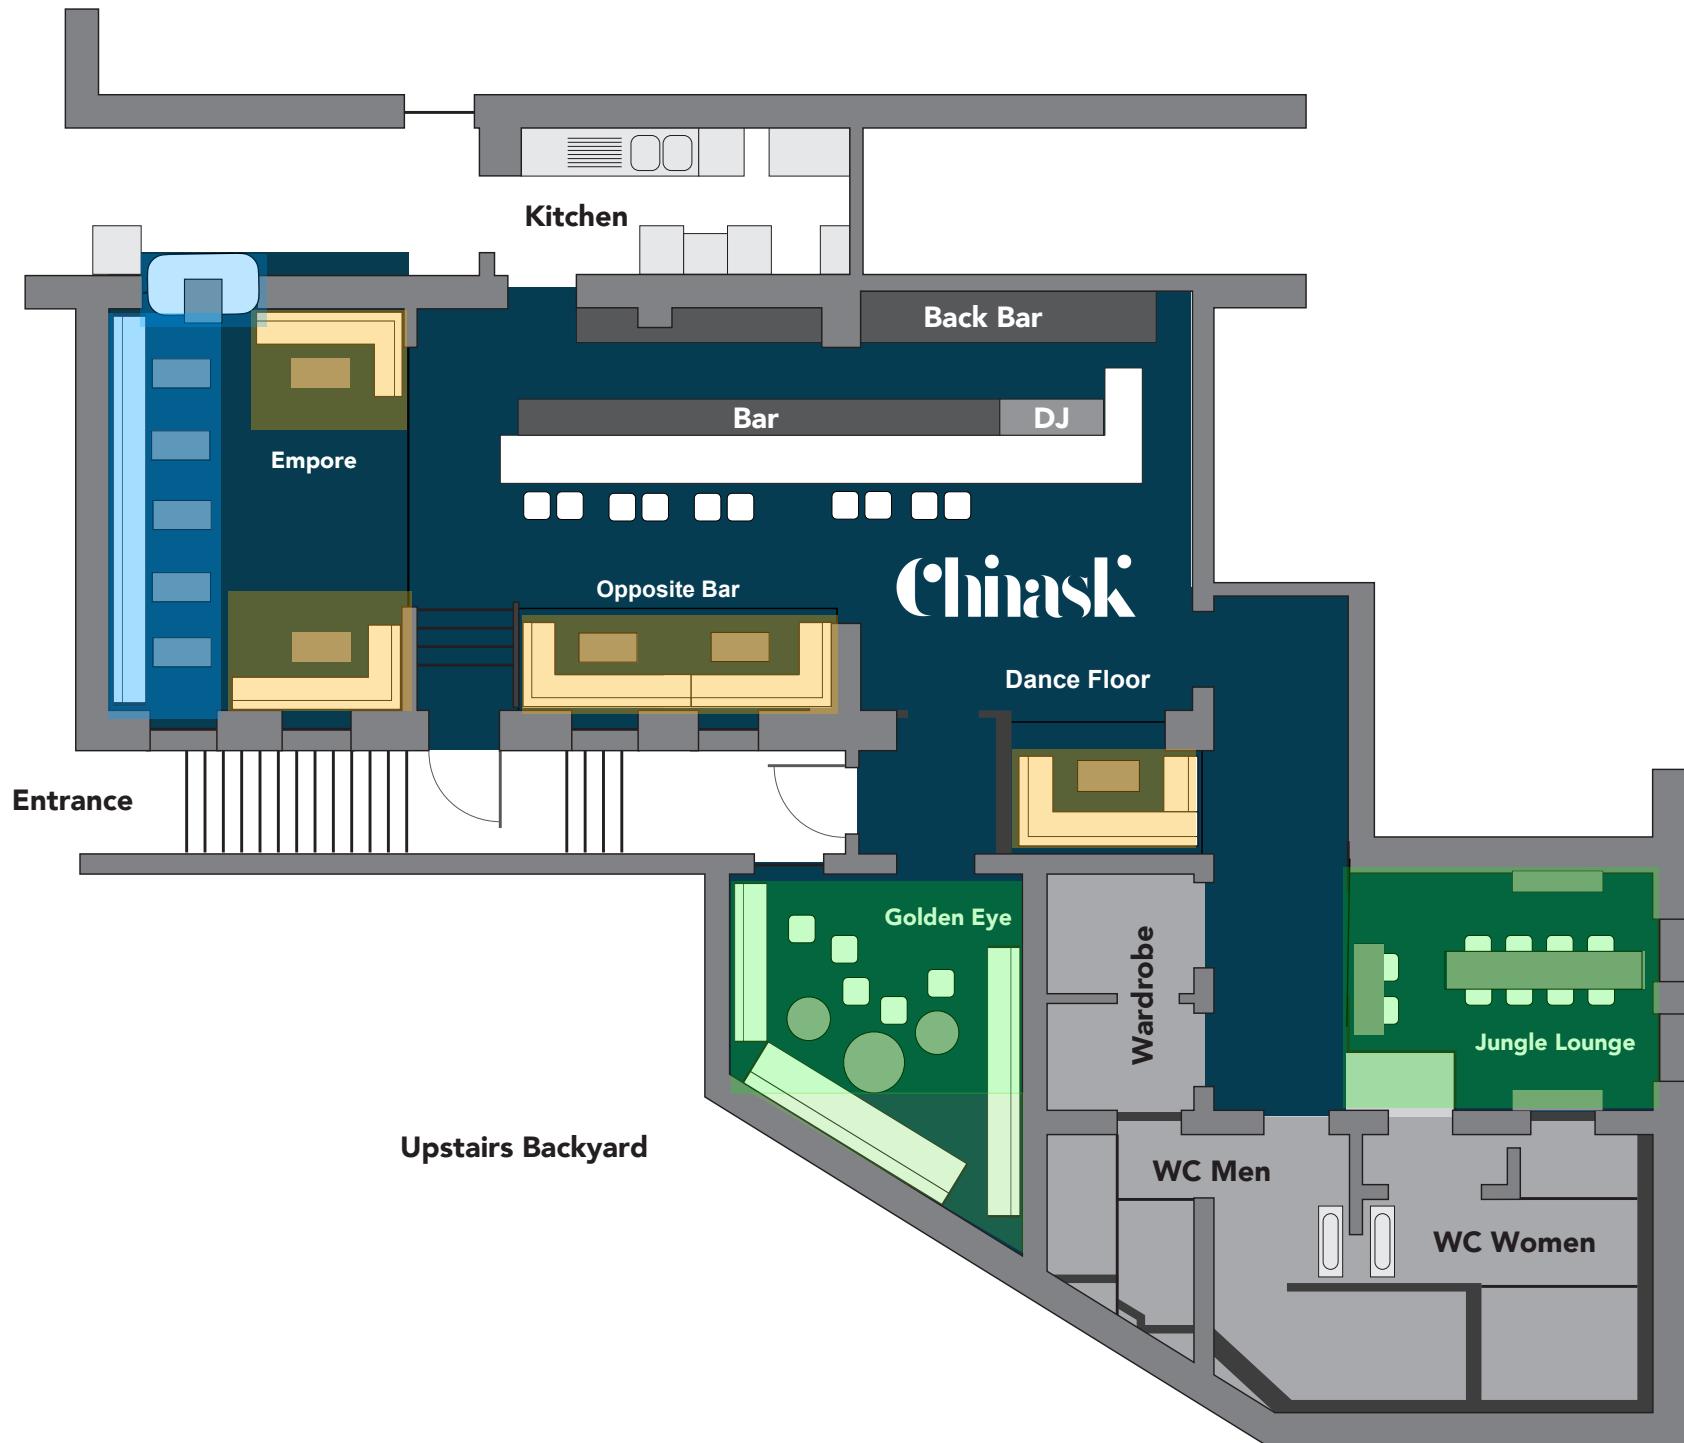 Kitchen
Back Bar
Bar
DJ
Empore
Opposite Bar
Chinaski
Dance Floor
Entrance
Golden Eye
Wardrobe
Jungle Lounge
Upstairs Backyard
WC Men
WC Women